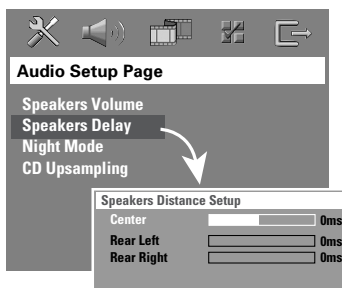 Audio Setup Page
Speakers Volume
Speakers Delay
Night Mode
CD Upsampling
Speakers Distance Setup
Center 0ms
Rear Left 0ms
Rear Right 0ms